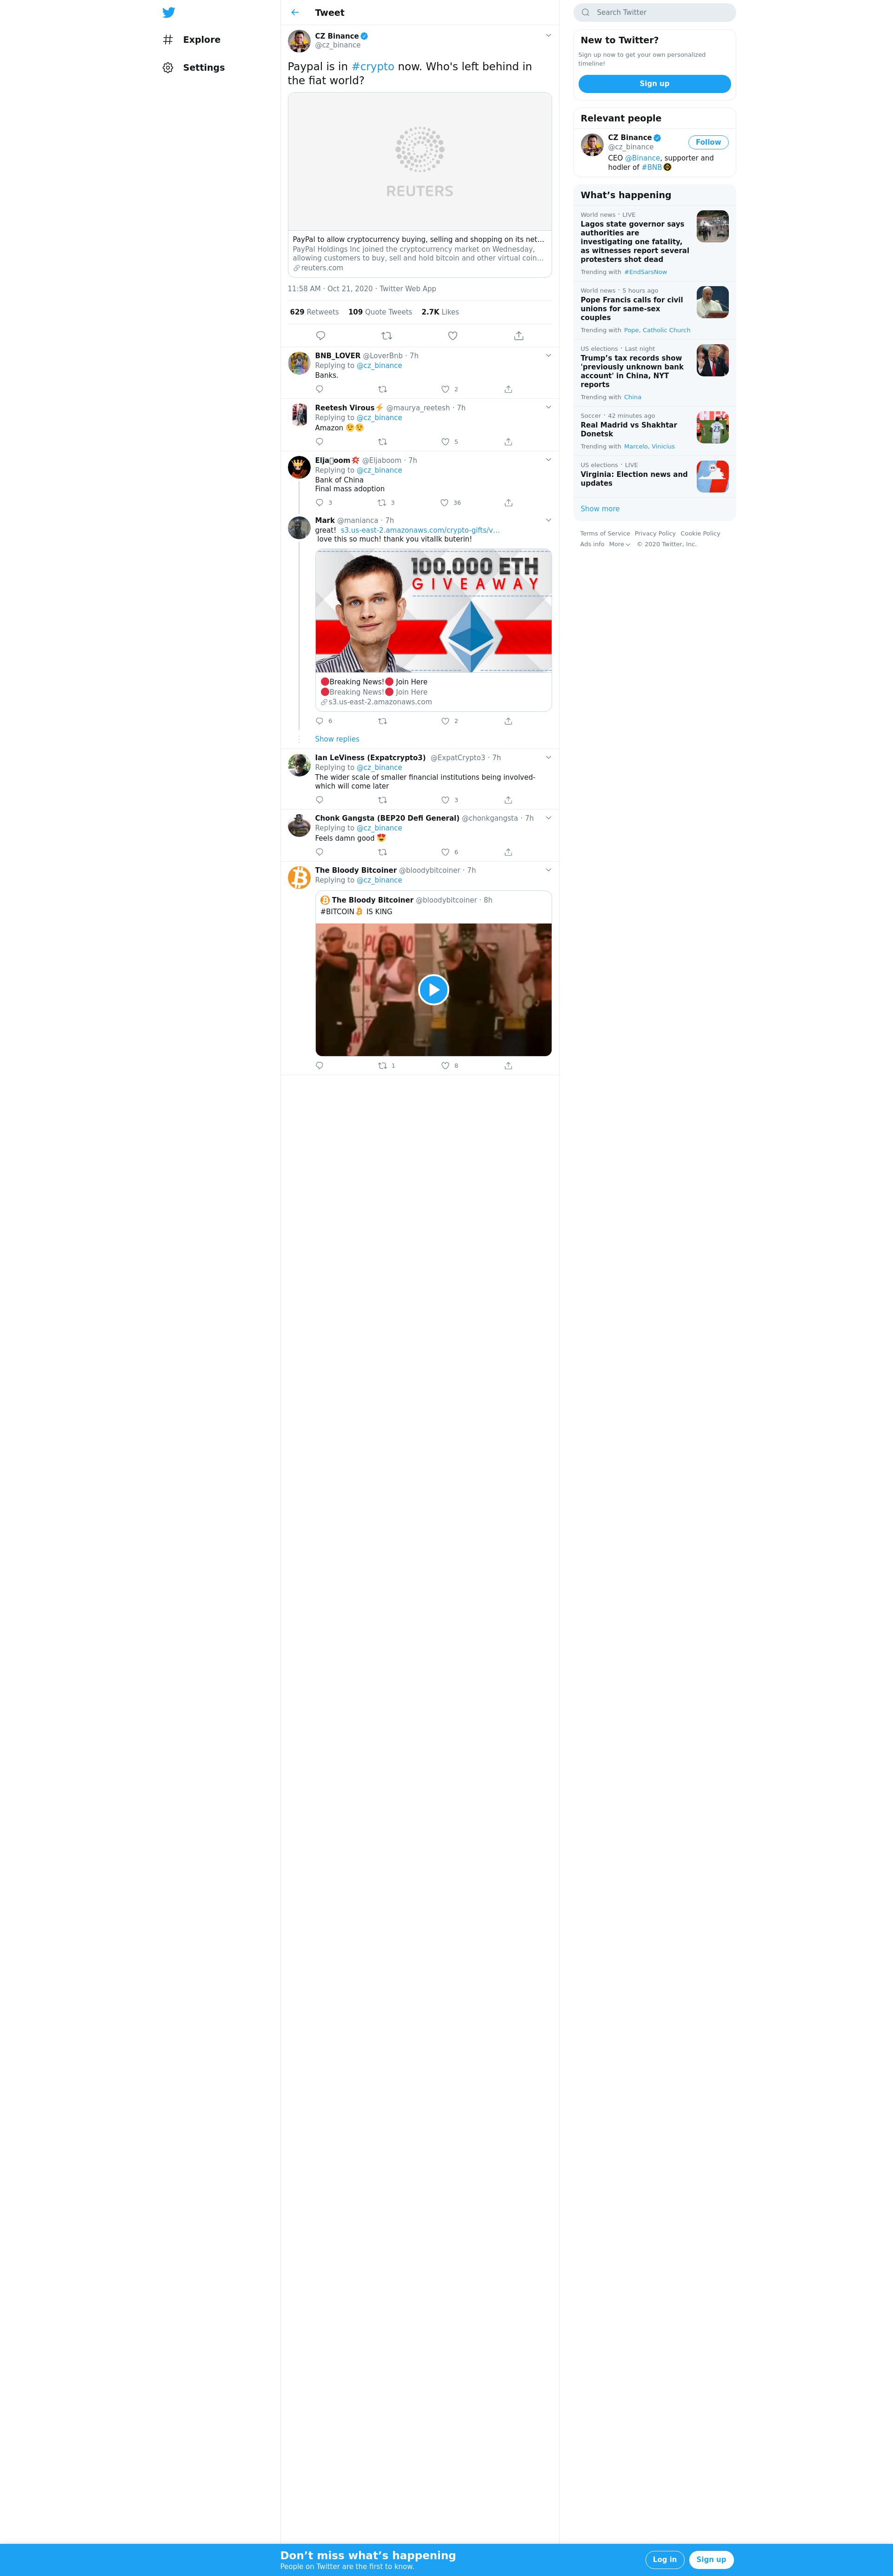 Explore
Settings
Tweet
CZ Binance
@cz_binance
Paypal is in #crypto now. Who's left behind in
the fiat world?
REUTERS
PayPal to allow cryptocurrency buying, selling and shopping on its net...
PayPal Holdings Inc joined the cryptocurrency market on Wednesday,
allowing customers to buy, sell and hold bitcoin and other virtual coin...
reuters.com
11:58 AM · Oct 21, 2020 · Twitter Web App
629 Retweets 109 Quote Tweets 2.7K Likes
BNB_LOVER @LoverBnb · 7h
Replying to @cz_binance
Banks.
2
Reetesh Virous⚡ @maurya_reetesh · 7h
Replying to @cz_binance
Amazon 😢😢
5
Elja▯oom @Eljaboom · 7h
Replying to @cz_binance
Bank of China
Final mass adoption
3 3 36
Mark @manianca · 7h
great! s3.us-east-2.amazonaws.com/crypto-gifts/v...
love this so much! thank you vitallk buterin!
100.000 ETH
GIVEAWAY
🔴Breaking News!🔴 Join Here
🔴Breaking News!🔴 Join Here
s3.us-east-2.amazonaws.com
6 2
Show replies
Ian LeViness (Expatcrypto3) @ExpatCrypto3 · 7h
Replying to @cz_binance
The wider scale of smaller financial institutions being involved-
which will come later
3
Chonk Gangsta (BEP20 Defi General) @chonkgangsta · 7h
Replying to @cz_binance
Feels damn good 😍
6
The Bloody Bitcoiner @bloodybitcoiner · 7h
Replying to @cz_binance
The Bloody Bitcoiner @bloodybitcoiner · 8h
#BITCOIN IS KING
1 8
Search Twitter
New to Twitter?
Sign up now to get your own personalized
timeline!
Sign up
Relevant people
CZ Binance
@cz_binance
Follow
CEO @Binance, supporter and
hodler of #BNB
What's happening
World news · LIVE
Lagos state governor says
authorities are
investigating one fatality,
as witnesses report several
protesters shot dead
Trending with #EndSarsNow
World news · 5 hours ago
Pope Francis calls for civil
unions for same-sex
couples
Trending with Pope, Catholic Church
US elections · Last night
Trump's tax records show
'previously unknown bank
account' in China, NYT
reports
Trending with China
Soccer · 42 minutes ago
Real Madrid vs Shakhtar
Donetsk
Trending with Marcelo, Vinicius
US elections · LIVE
Virginia: Election news and
updates
Show more
Terms of Service Privacy Policy Cookie Policy
Ads info More © 2020 Twitter, Inc.
Don't miss what's happening
People on Twitter are the first to know.
Log in
Sign up